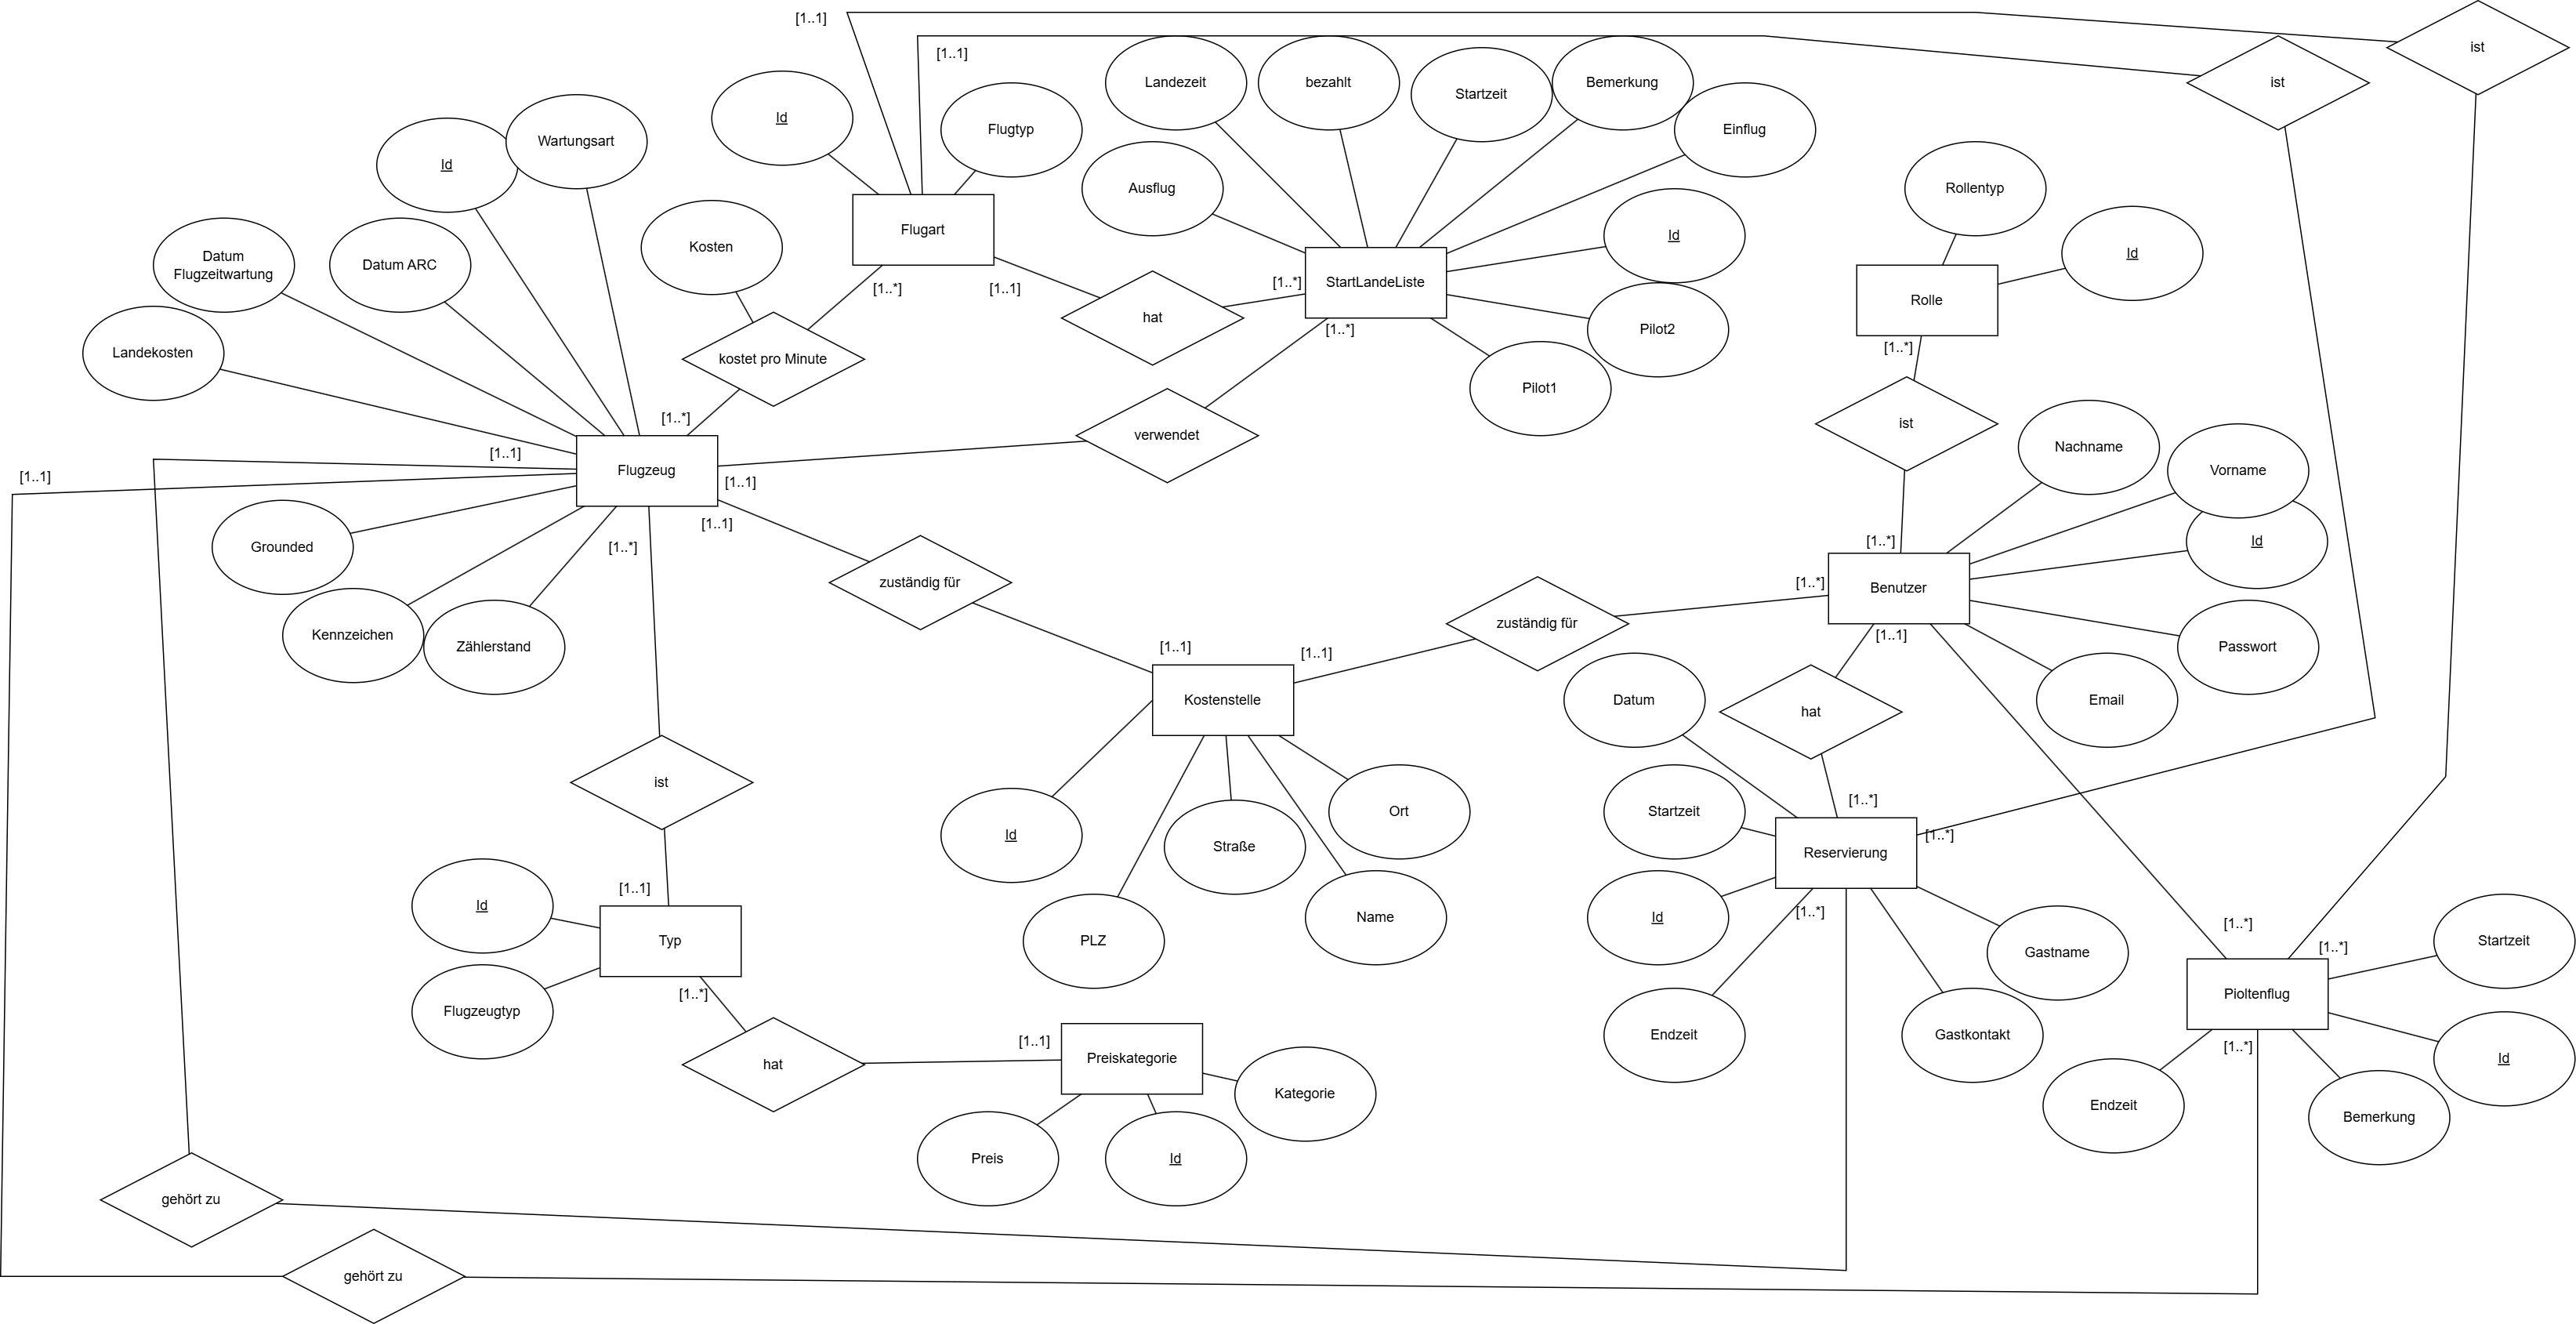 [1..1]
ist
[1..1]
ist
Landezeit
bezahlt
Startzeit
Bemerkung
Einflug
Id
Flugtyp
Wartungsart
Id
Ausflug
Rollentyp
Id
Id
Flugart
Kosten
Datum
Flugzeitwartung
Datum ARC
[1..*]
[1..1]
hat
[1..*]
StartLandeListe
Rolle
[1..*]
Pilot2
Pilot1
[1..*]
Landekosten
kostet pro Minute
[1..*]
verwendet
ist
Nachname
Vorname
Id
[1..1]
[1..1]
Flugzeug
[1..1]
[1..1]
[1..*]
Grounded
Kennzeichen
Zählerstand
zuständig für
[1..1]
[1..1]
zuständig für
[1..*]
[1..*]
Benutzer
[1..1]
Passwort
Email
Kostenstelle
Datum
hat
ist
Id
Straße
Ort
PLZ
Name
Startzeit
[1..*]
[1..*]
Reservierung
Id
[1..*]
Endzeit
Gastname
Gastkontakt
[1..*]
[1..*]
Startzeit
Pioltenflug
[1..*]
Id
Endzeit
Bemerkung
[1..1]
Id
Typ
Flugzeugtyp
[1..*]
hat
[1..1]
Preiskategorie
Kategorie
Preis
Id
gehört zu
gehört zu